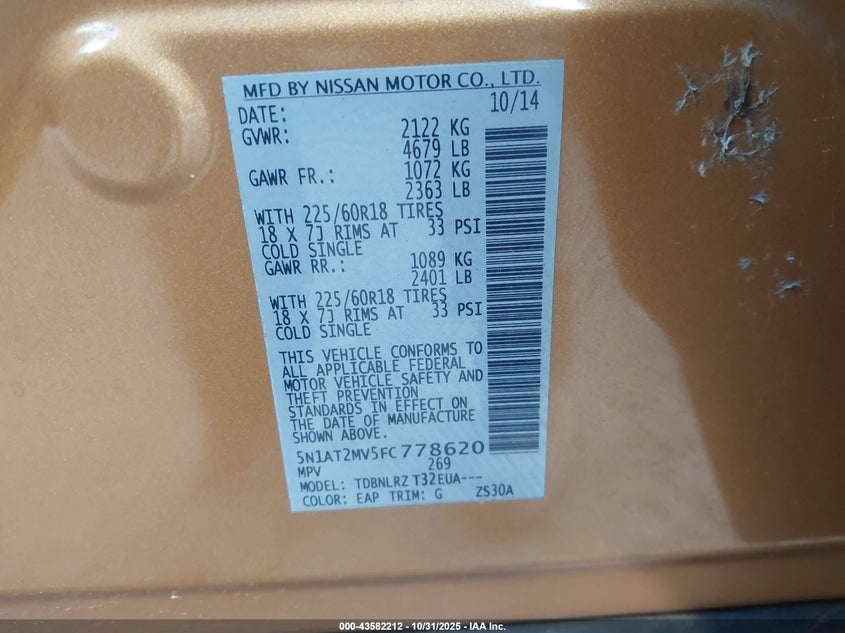 MFD BY NISSAN MOTOR CO., LTD.
DATE: 10/14
GVWR: 2122 KG
4679 LB
GAWR FR.: 1072 KG
2363 LB
WITH 225/60R18 TIRES
18 X 7J RIMS AT 33 PSI
COLD SINGLE
GAWR RR.: 1089 KG
2401 LB
WITH 225/60R18 TIRES
18 X 7J RIMS AT 33 PSI
COLD SINGLE
THIS VEHICLE CONFORMS TO
ALL APPLICABLE FEDERAL
MOTOR VEHICLE SAFETY AND
THEFT PREVENTION
STANDARDS IN EFFECT ON
THE DATE OF MANUFACTURE
SHOWN ABOVE.
5N1AT2MV5FC778620
MPV 269
MODEL: TDBNLRZ T32EUA---
COLOR: EAP TRIM: G ZS30A
000-43582212 - 10/31/2025 - IAA Inc.